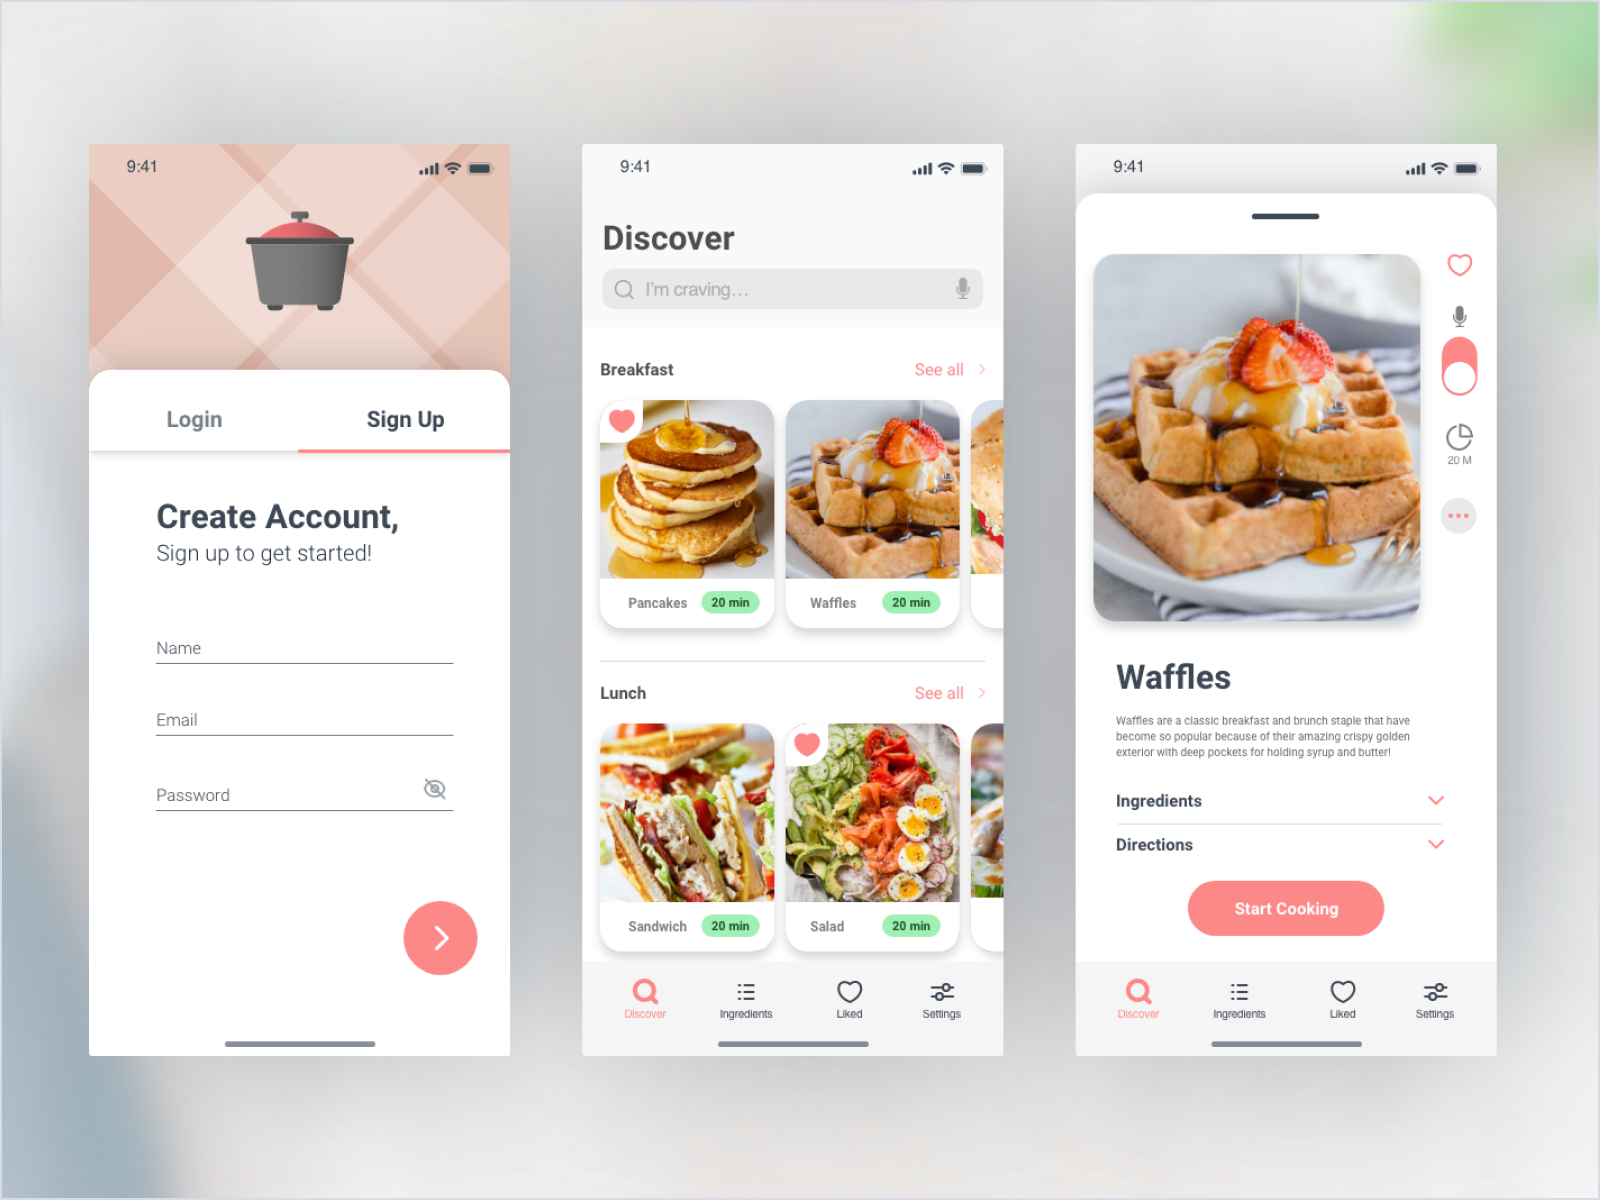 9:41
Login
Sign Up
Create Account,
Sign up to get started!
Name
Email
Password
9:41
Discover
I'm craving...
Breakfast
See all
Pancakes
20 min
Waffles
20 min
Lunch
See all
Sandwich
20 min
Salad
20 min
Discover
Ingredients
Liked
Settings
9:41
20 M
Waffles
Waffles are a classic breakfast and brunch staple that have
become so popular because of their amazing crispy golden
exterior with deep pockets for holding syrup and butter!
Ingredients
Directions
Start Cooking
Discover
Ingredients
Liked
Settings